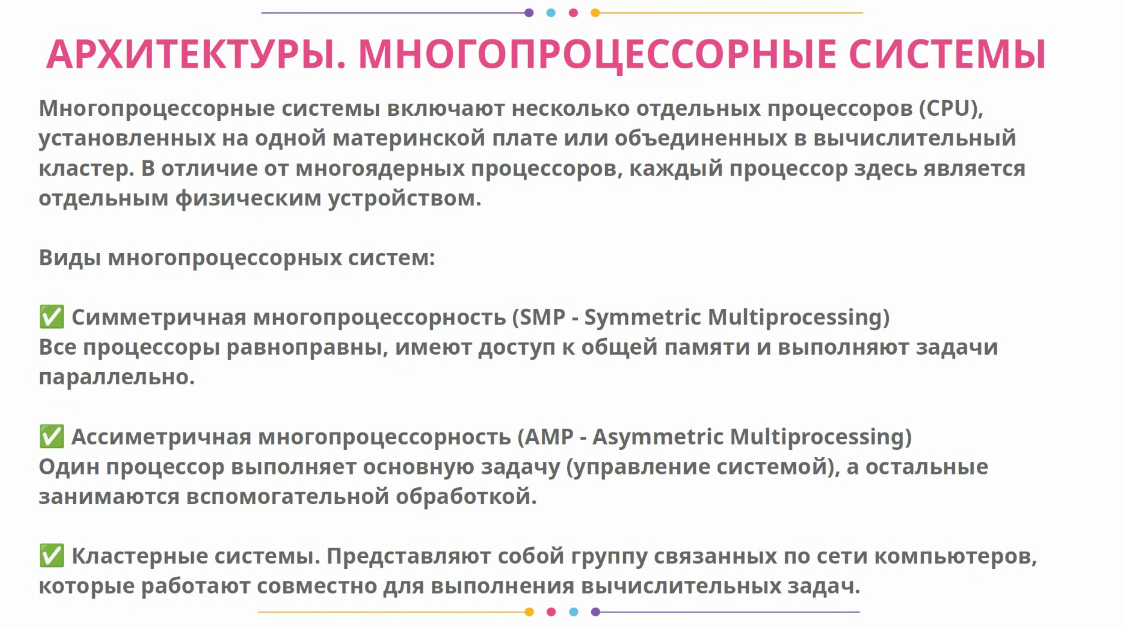 АРХИТЕКТУРЫ. МНОГОПРОЦЕССОРНЫЕ СИСТЕМЫ
Многопроцессорные системы включают несколько отдельных процессоров (CPU),
установленных на одной материнской плате или объединенных в вычислительный
кластер. В отличие от многоядерных процессоров, каждый процессор здесь является
отдельным физическим устройством.
Виды многопроцессорных систем:
✅ Симметричная многопроцессорность (SMP - Symmetric Multiprocessing)
Все процессоры равноправны, имеют доступ к общей памяти и выполняют задачи
параллельно.
✅ Ассиметричная многопроцессорность (AMP - Asymmetric Multiprocessing)
Один процессор выполняет основную задачу (управление системой), а остальные
занимаются вспомогательной обработкой.
✅ Кластерные системы. Представляют собой группу связанных по сети компьютеров,
которые работают совместно для выполнения вычислительных задач.